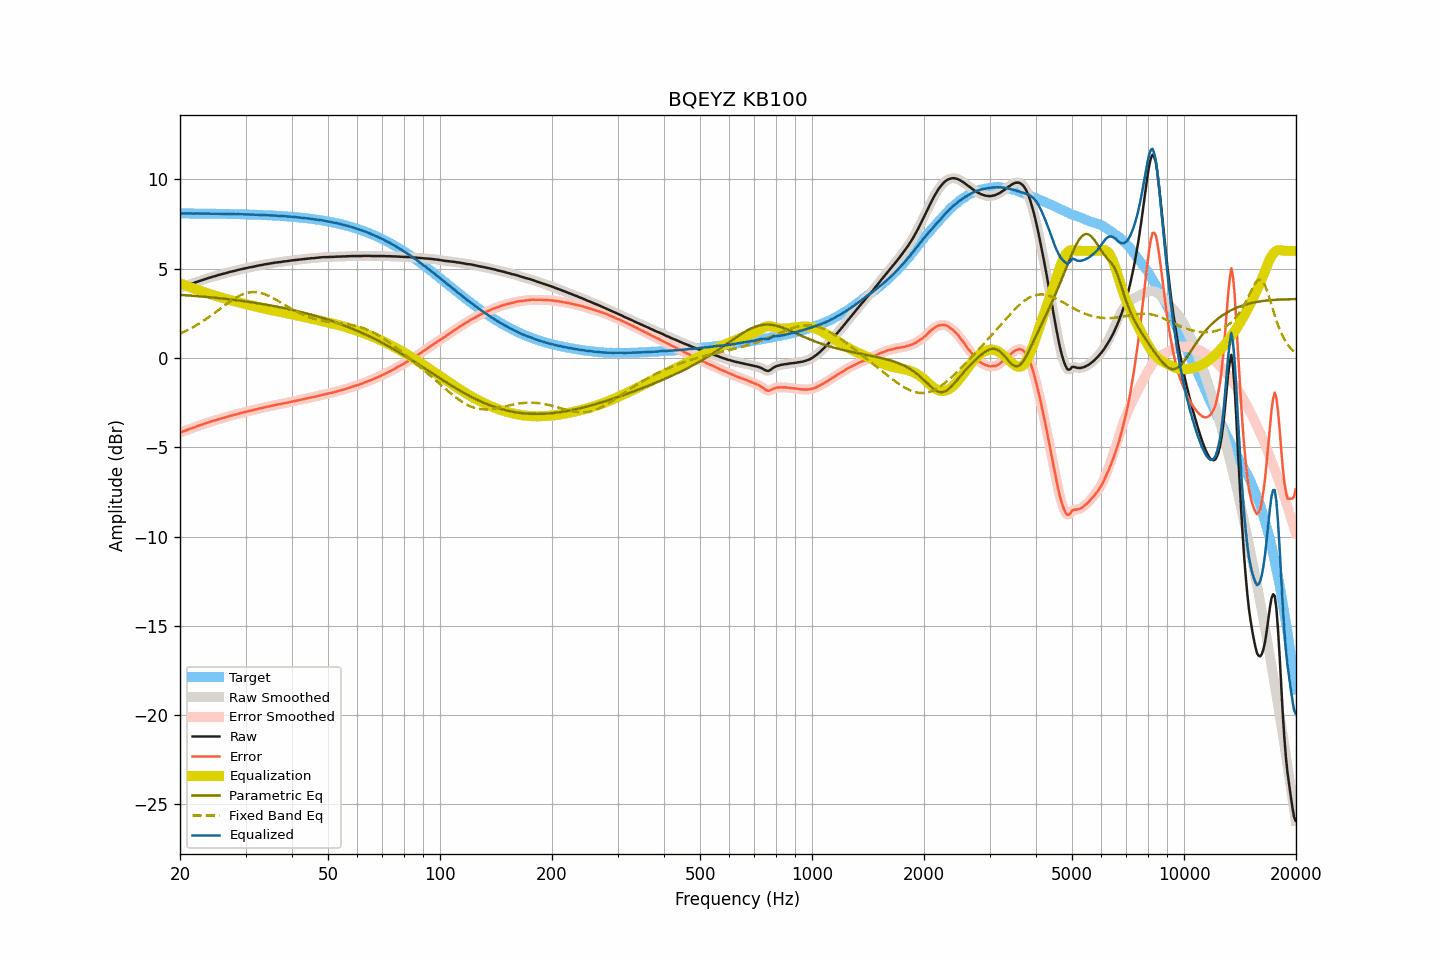 BQEYZ KB100
10
5
0
−5
−10
−15
−20
−25
Amplitude (dBr)
Target
Raw Smoothed
Error Smoothed
Raw
Error
Equalization
Parametric Eq
Fixed Band Eq
Equalized
20 50 100 200 500 1000 2000 5000 10000 20000
Frequency (Hz)